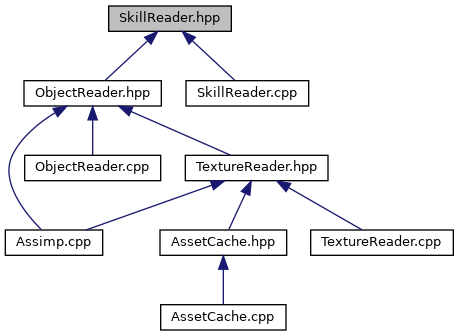 SkillReader.hpp
ObjectReader.hpp
SkillReader.cpp
ObjectReader.cpp
TextureReader.hpp
Assimp.cpp
AssetCache.hpp
TextureReader.cpp
AssetCache.cpp